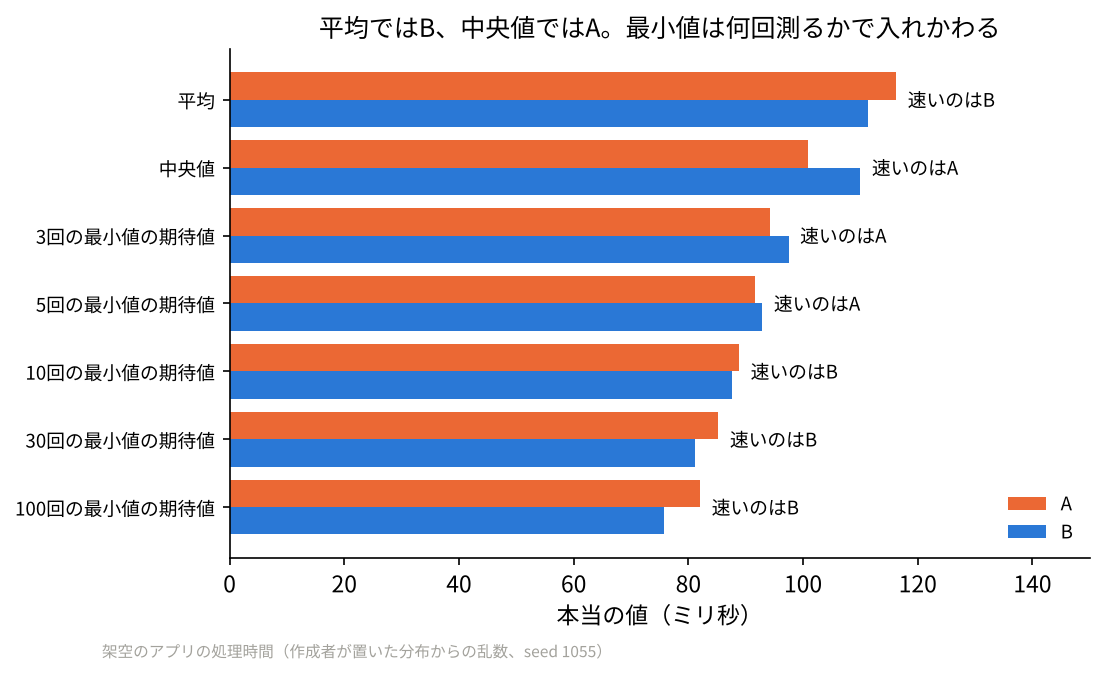 平均ではB、中央値ではA。最小値は何回測るかで入れかわる
平均
速いのはB
中央値
速いのはA
3回の最小値の期待値
速いのはA
5回の最小値の期待値
速いのはA
10回の最小値の期待値
速いのはB
30回の最小値の期待値
速いのはB
100回の最小値の期待値
速いのはB
A
B
0 20 40 60 80 100 120 140
本当の値（ミリ秒）
架空のアプリの処理時間（作成者が置いた分布からの乱数、seed 1055）